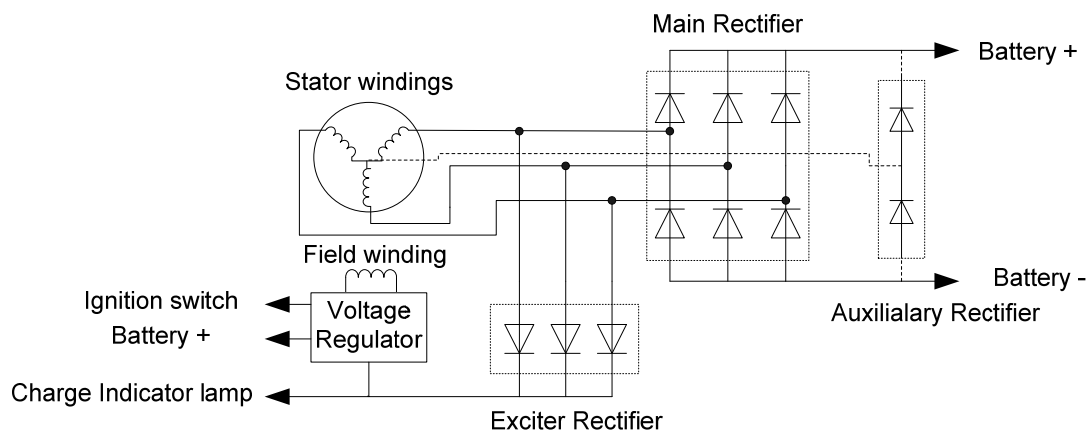 Main Rectifier
Battery +
Stator windings
Field winding
Ignition switch
Battery +
Voltage
Regulator
Battery -
Auxilialary Rectifier
Charge Indicator lamp
Exciter Rectifier